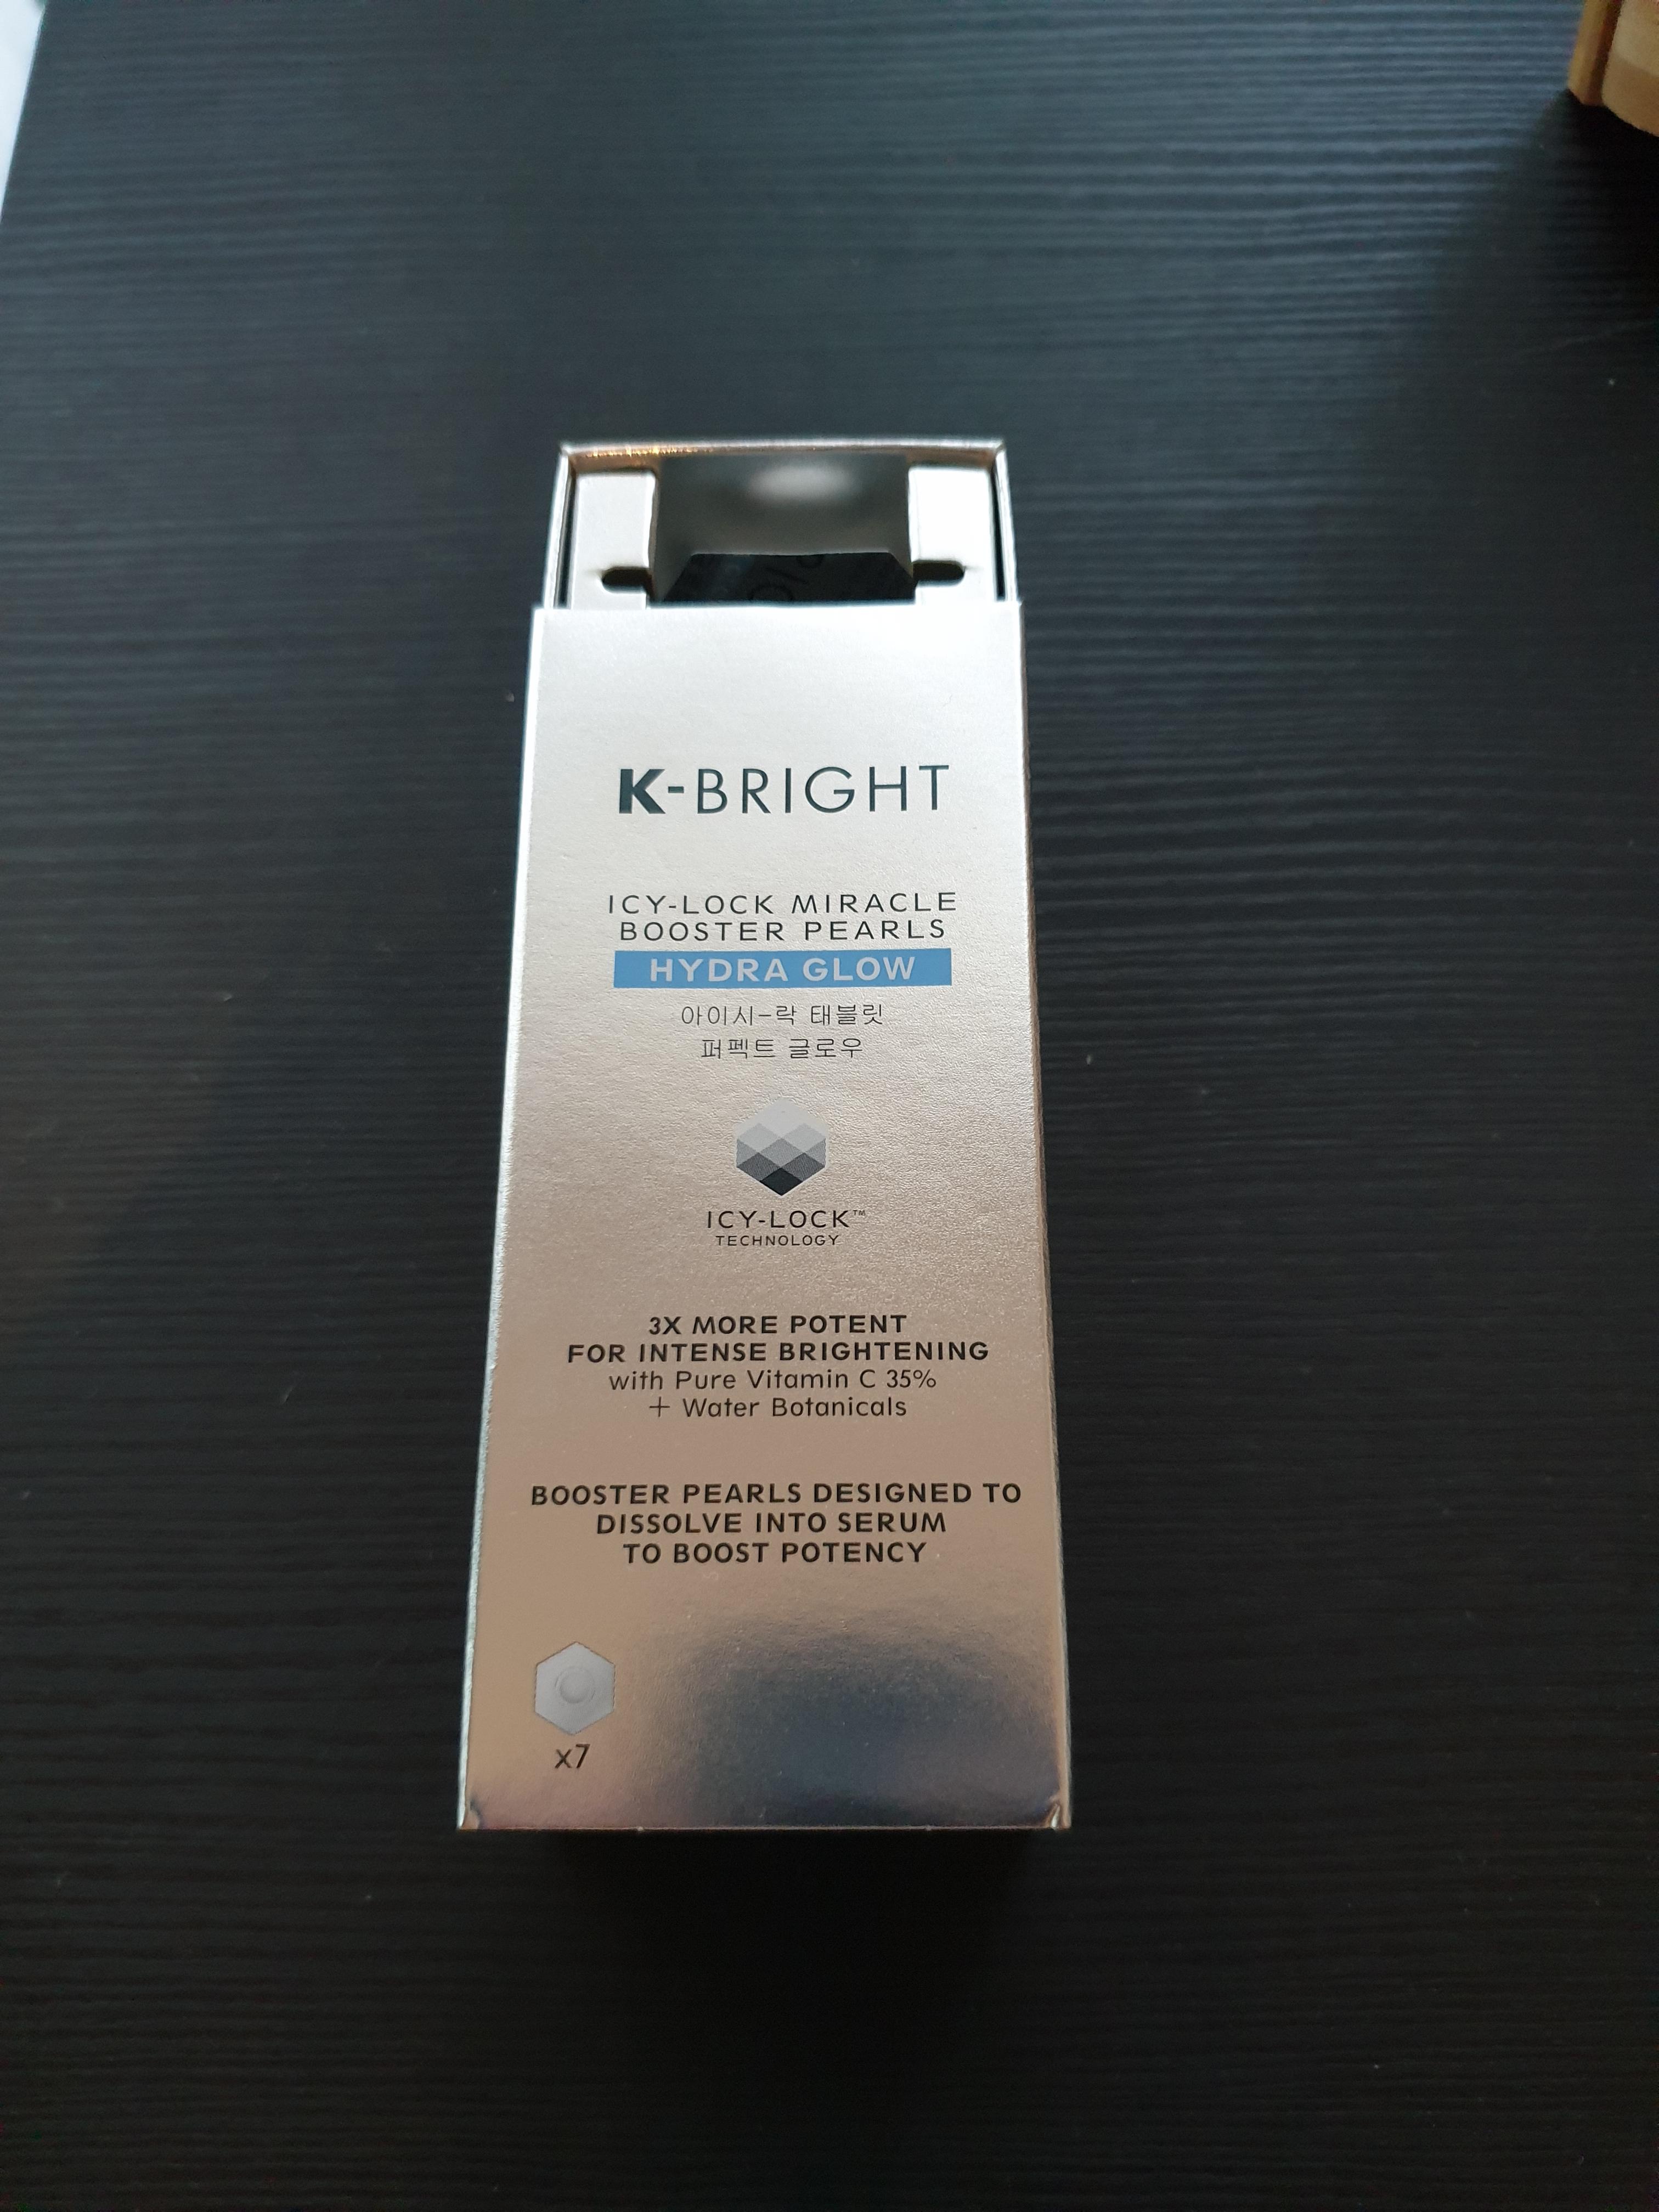 K-BRIGHT
ICY-LOCK MIRACLE
BOOSTER PEARLS
HYDRA GLOW
아이시-락 태블릿
퍼펙트 글로우
ICY-LOCK™
TECHNOLOGY
3X MORE POTENT
FOR INTENSE BRIGHTENING
with Pure Vitamin C 35%
+ Water Botanicals
BOOSTER PEARLS DESIGNED TO
DISSOLVE INTO SERUM
TO BOOST POTENCY
x7